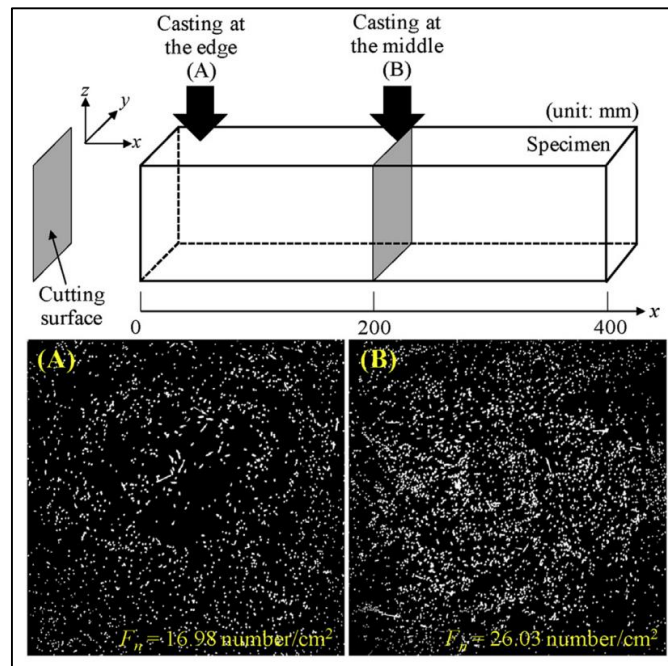 Casting at
the edge
(A)
Casting at
the middle
(B)
(unit: mm)
z
y
x
Specimen
Cutting
surface
0
200
400
x
(A)
(B)
Fn = 16.98 number/cm²
Fn = 26.03 number/cm²